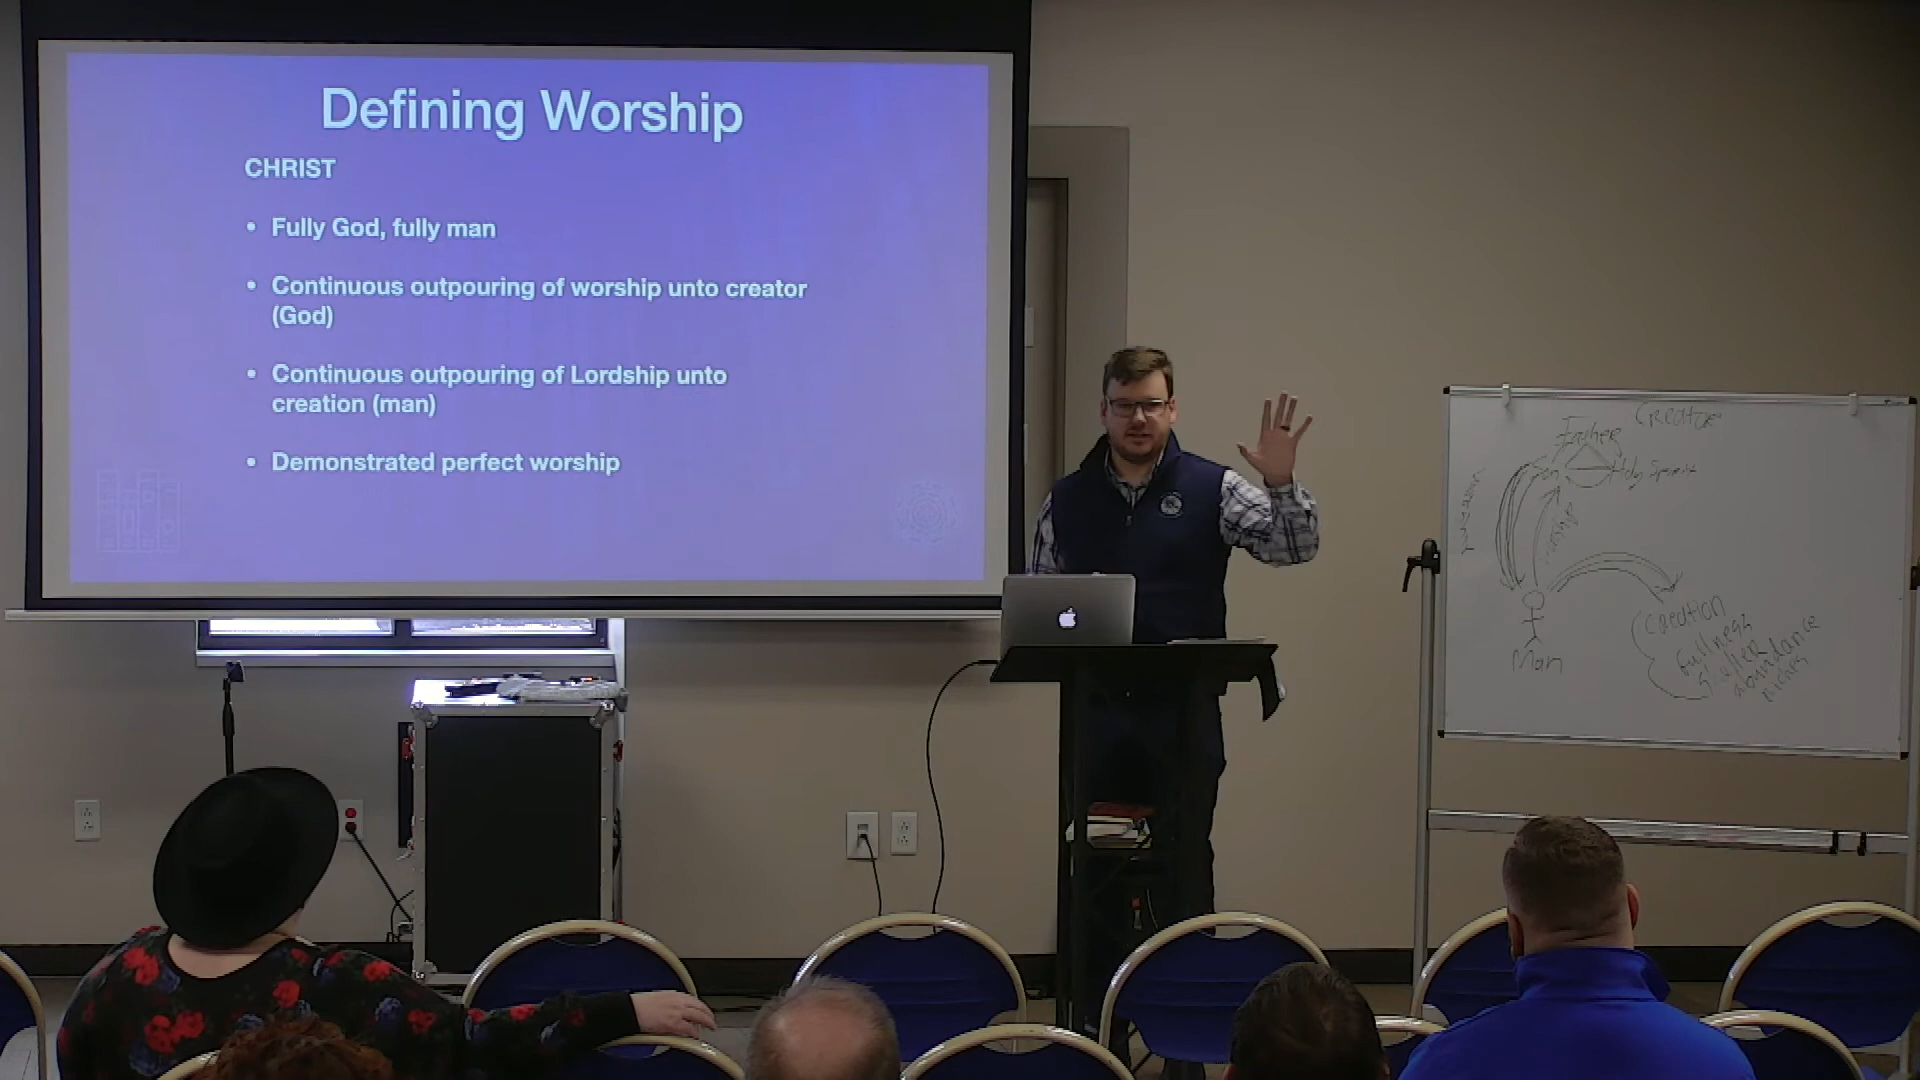 Defining Worship
CHRIST
• Fully God, fully man
• Continuous outpouring of worship unto creator
(God)
• Continuous outpouring of Lordship unto
creation (man)
• Demonstrated perfect worship
Creator
Father
Son
Holy Spirit
Man
Creation
fullness
abundance